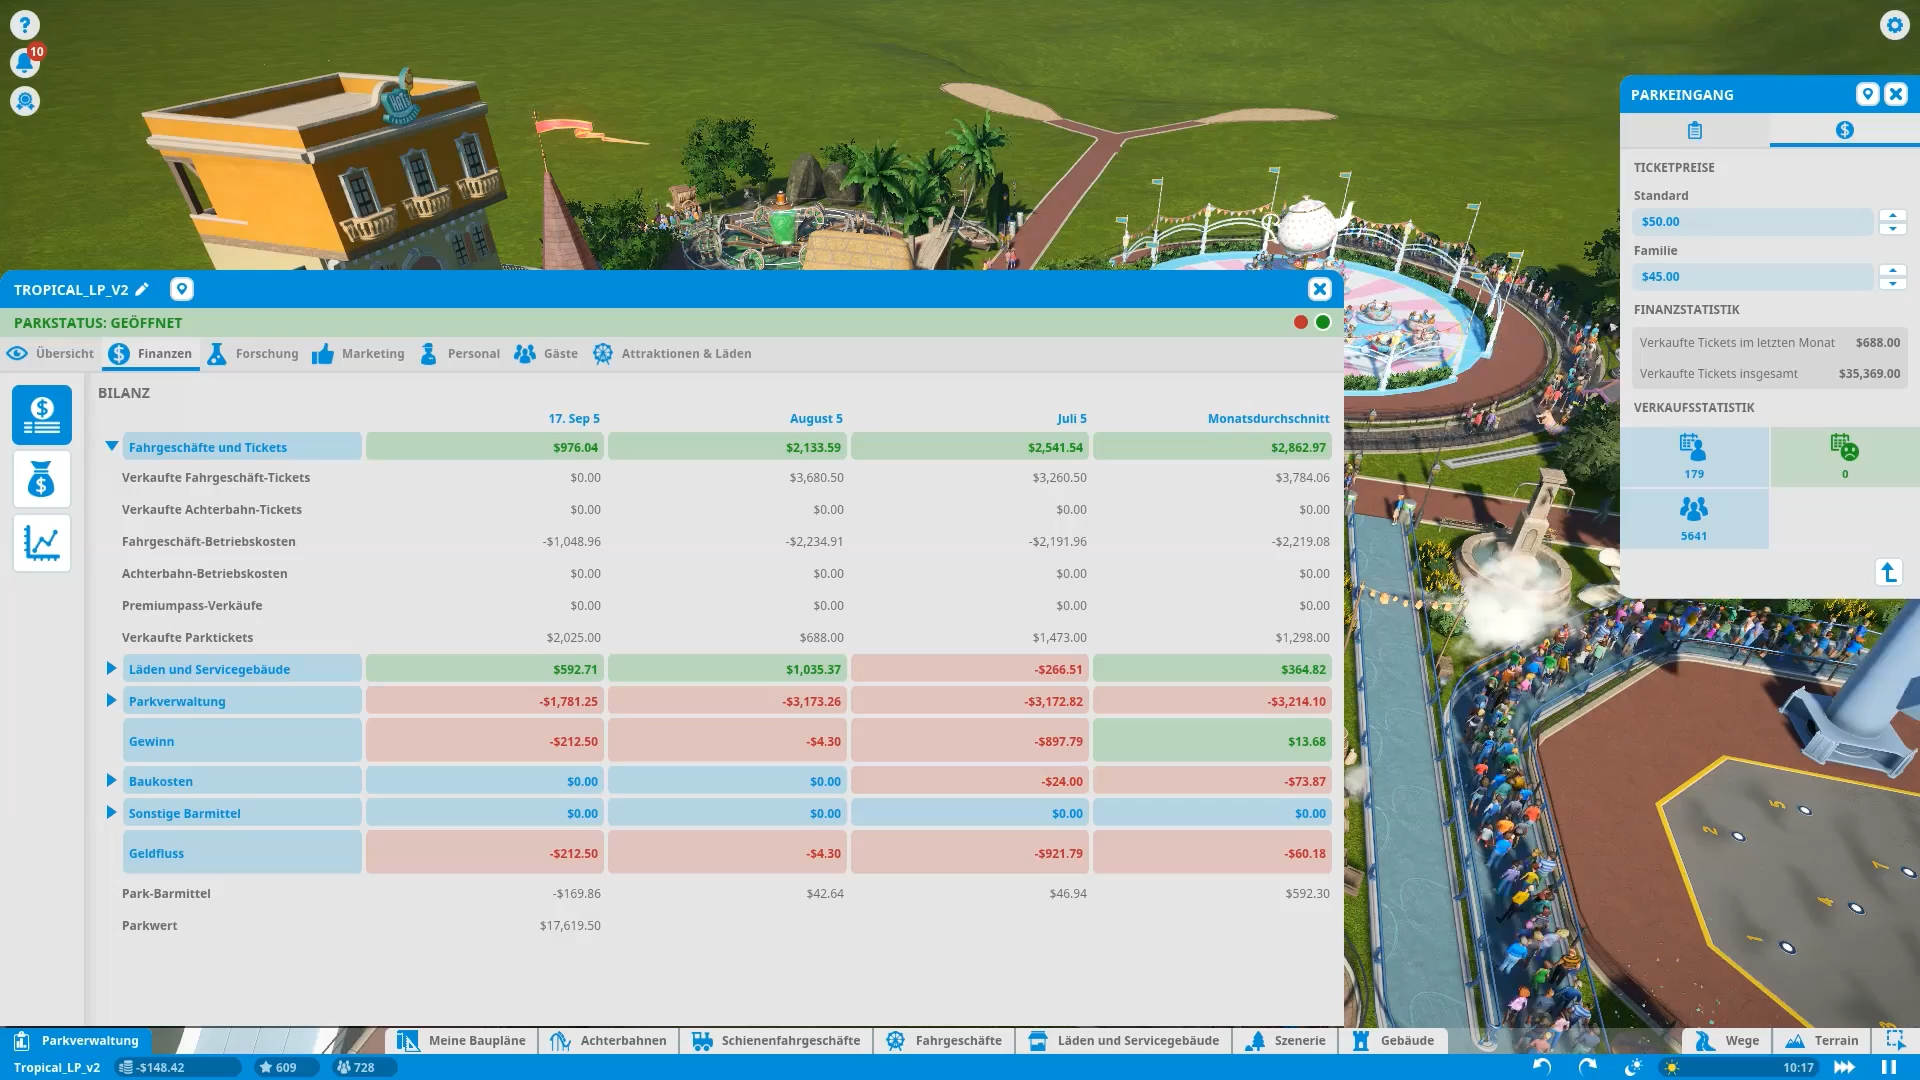 ?
10
HOTEL
PARKEINGANG
TICKETPREISE
Standard
$50.00
Familie
$45.00
FINANZSTATISTIK
Verkaufte Tickets im letzten Monat $688.00
Verkaufte Tickets insgesamt $35,369.00
VERKAUFSSTATISTIK
179
0
5641
TROPICAL_LP_V2
PARKSTATUS: GEÖFFNET
Übersicht Finanzen Forschung Marketing Personal Gäste Attraktionen & Läden
BILANZ
17. Sep 5 August 5 Juli 5 Monatsdurchschnitt
Fahrgeschäfte und Tickets $976.04 $2,133.59 $2,541.54 $2,862.97
Verkaufte Fahrgeschäft-Tickets $0.00 $3,680.50 $3,260.50 $3,784.06
Verkaufte Achterbahn-Tickets $0.00 $0.00 $0.00 $0.00
Fahrgeschäft-Betriebskosten -$1,048.96 -$2,234.91 -$2,191.96 -$2,219.08
Achterbahn-Betriebskosten $0.00 $0.00 $0.00 $0.00
Premiumpass-Verkäufe $0.00 $0.00 $0.00 $0.00
Verkaufte Parktickets $2,025.00 $688.00 $1,473.00 $1,298.00
Läden und Servicegebäude $592.71 $1,035.37 -$266.51 $364.82
Parkverwaltung -$1,781.25 -$3,173.26 -$3,172.82 -$3,214.10
Gewinn -$212.50 -$4.30 -$897.79 $13.68
Baukosten $0.00 $0.00 -$24.00 -$73.87
Sonstige Barmittel $0.00 $0.00 $0.00 $0.00
Geldfluss -$212.50 -$4.30 -$921.79 -$60.18
Park-Barmittel -$169.86 $42.64 $46.94 $592.30
Parkwert $17,619.50
5
2
1
4
1
Parkverwaltung Meine Baupläne Achterbahnen Schienenfahrgeschäfte Fahrgeschäfte Läden und Servicegebäude Szenerie Gebäude Wege Terrain
Tropical_LP_v2 -$148.42 609 728 10:17